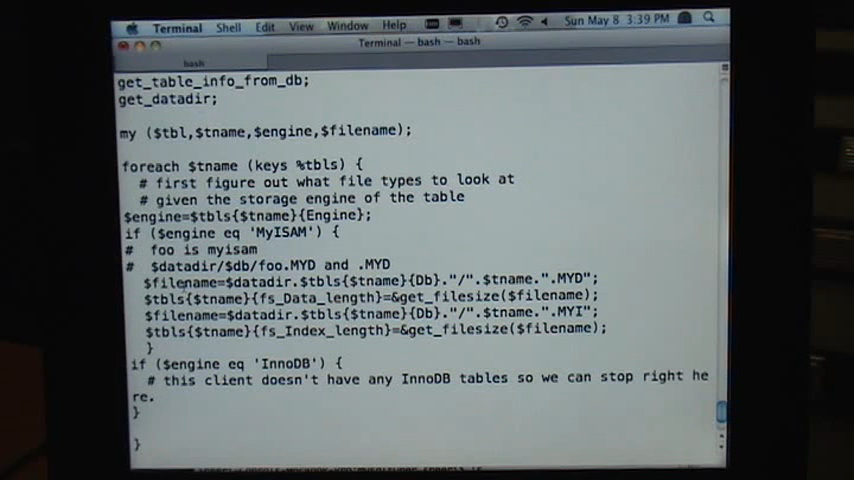 Terminal Shell Edit View Window Help Sun May 8 3:39 PM
Terminal — bash — bash
bash
get_table_info_from_db;
get_datadir;
my ($tbl,$tname,$engine,$filename);
foreach $tname (keys %tbls) {
# first figure out what file types to look at
# given the storage engine of the table
$engine=$tbls{$tname}{Engine};
if ($engine eq 'MyISAM') {
#  foo is myisam
#  $datadir/$db/foo.MYD and .MYD
$filename=$datadir.$tbls{$tname}{Db}."/".$tname.".MYD";
$tbls{$tname}{fs_Data_length}=&get_filesize($filename);
$filename=$datadir.$tbls{$tname}{Db}."/".$tname.".MYI";
$tbls{$tname}{fs_Index_length}=&get_filesize($filename);
}
if ($engine eq 'InnoDB') {
# this client doesn't have any InnoDB tables so we can stop right he
re.
}
}